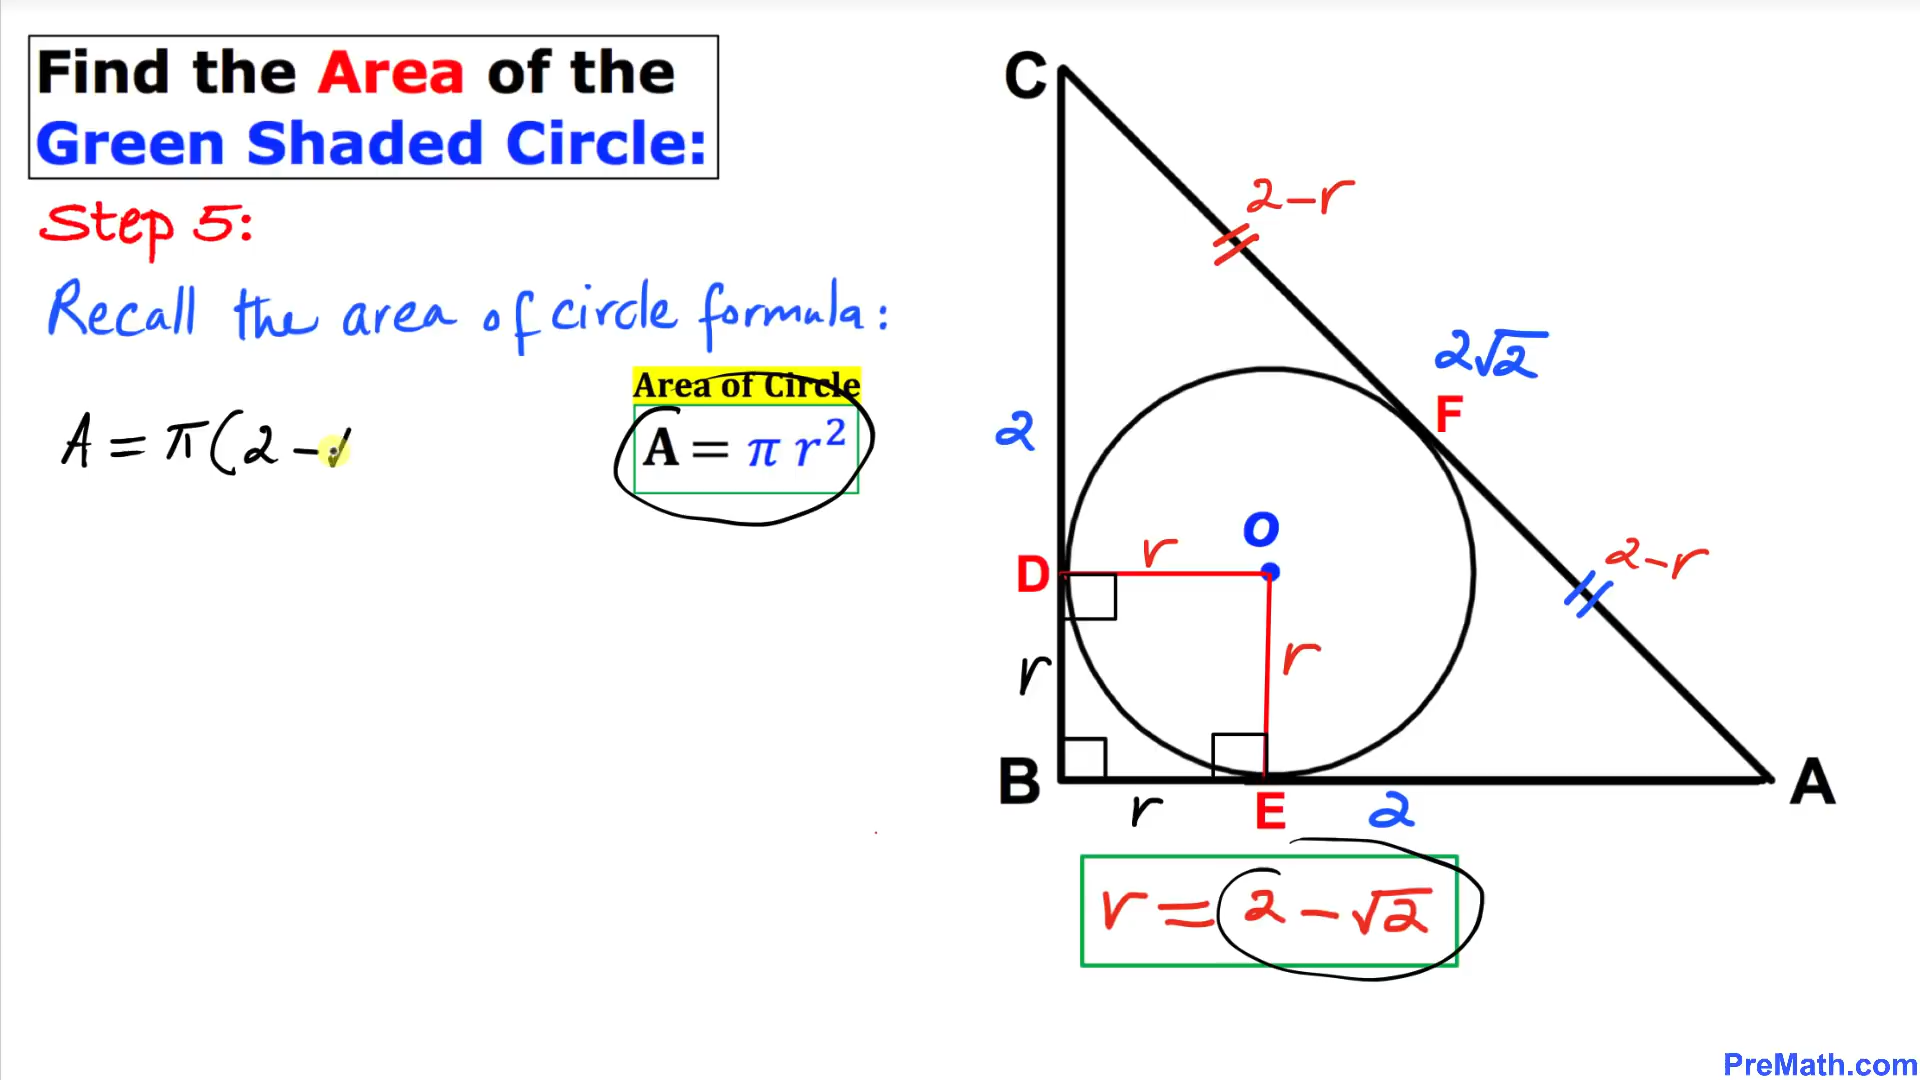 Find the Area of the
Green Shaded Circle:
Step 5:
Recall the area of circle formula:
Area of Circle
A = π r²
A = π(2 - √
C
2-r
2√2
F
2
O
r
D
2-r
r
r
B
A
r
E
2
r = 2 - √2
PreMath.com